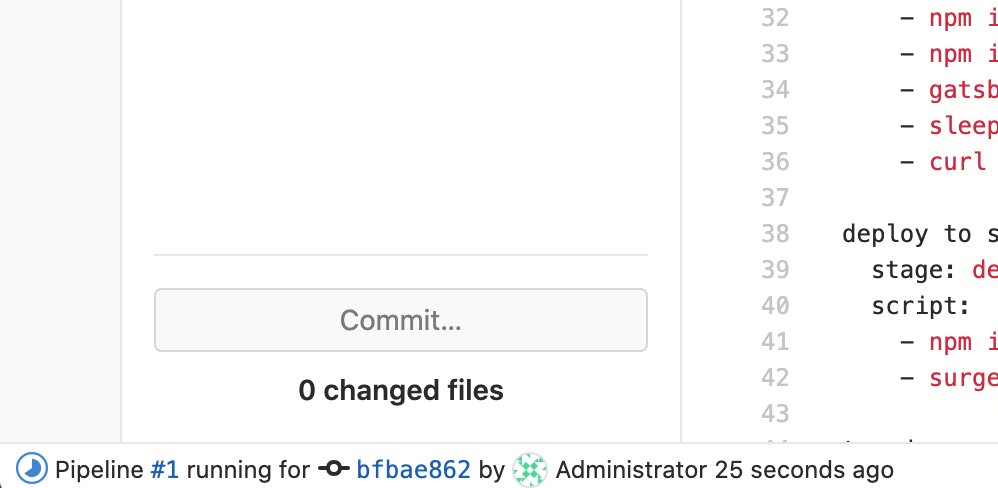 32 - npm i
33 - npm i
34 - gatsb
35 - sleep
36 - curl
37
38 deploy to s
39 stage: de
40 script:
41 - npm i
42 - surge
43
Commit...
0 changed files
Pipeline #1 running for bfbae862 by Administrator 25 seconds ago